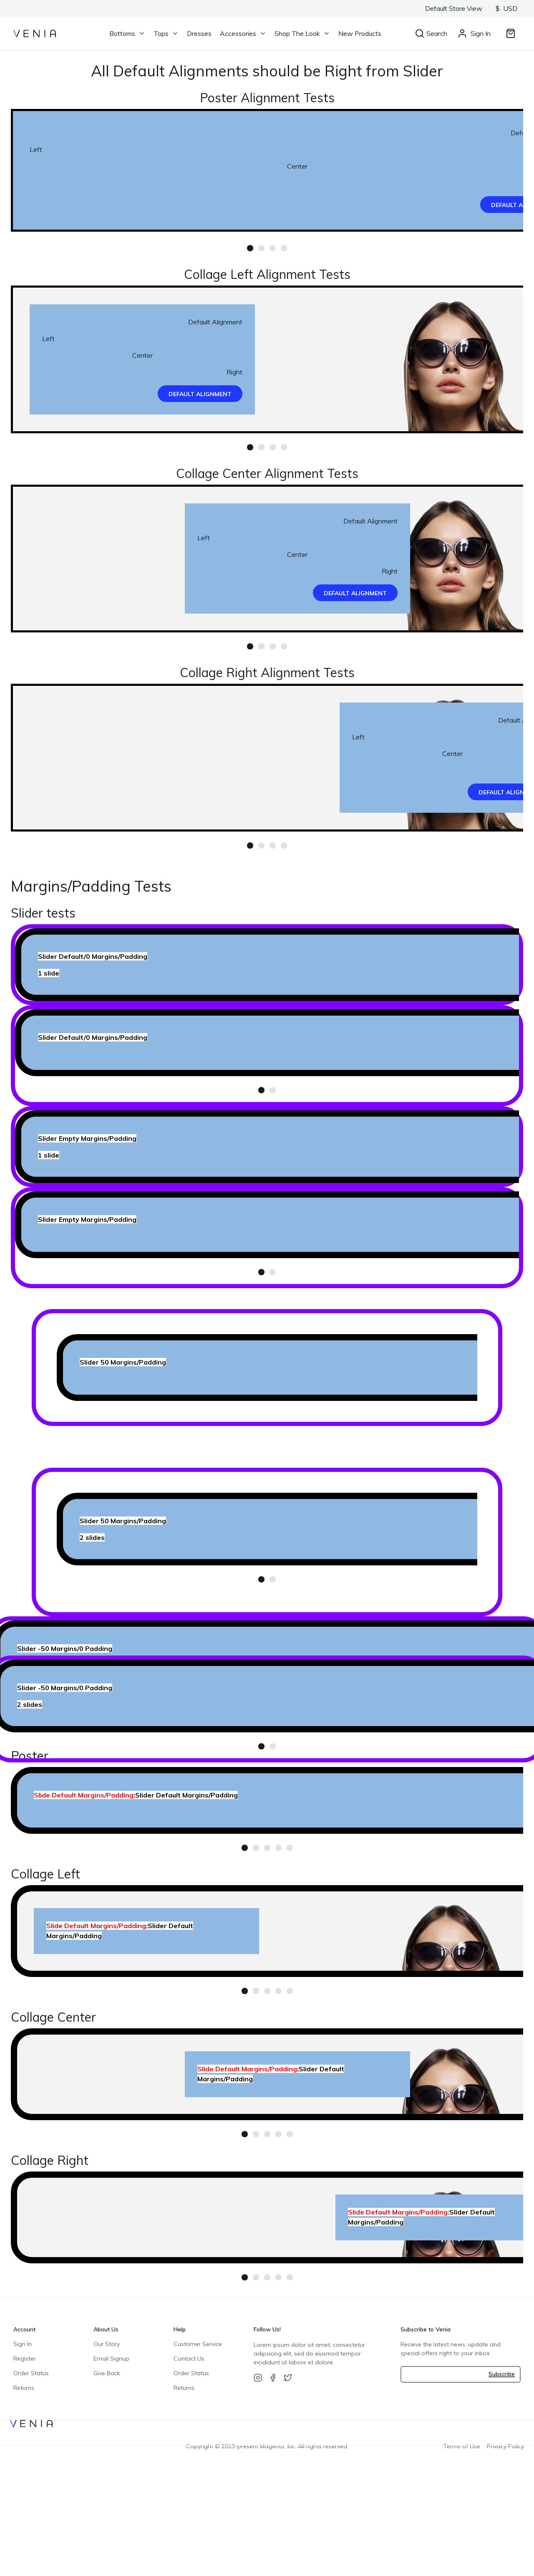 Default Store View $ USD
VENIA Bottoms Tops Dresses Accessories Shop The Look New Products Search Sign In
All Default Alignments should be Right from Slider
Poster Alignment Tests
Left
Center
Collage Left Alignment Tests
Default Alignment
Left
Center
Right
DEFAULT ALIGNMENT
Collage Center Alignment Tests
Default Alignment
Left
Center
Right
DEFAULT ALIGNMENT
Collage Right Alignment Tests
Default
Left
Center
DEFAULT
Margins/Padding Tests
Slider tests
Slider Default/0 Margins/Padding
1 slide
Slider Default/0 Margins/Padding
Slider Empty Margins/Padding
1 slide
Slider Empty Margins/Padding
Slider 50 Margins/Padding
Slider 50 Margins/Padding
2 slides
Slider -50 Margins/0 Padding
Slider -50 Margins/0 Padding
2 slides
Poster
Slide Default Margins/Padding;Slider Default Margins/Padding
Collage Left
Slide Default Margins/Padding;Slider Default
Margins/Padding
Collage Center
Slide Default Margins/Padding;Slider Default
Margins/Padding
Collage Right
Slide Default Margins/Padding;Slider Default
Margins/Padding
Account
Sign In
Register
Order Status
Returns
About Us
Our Story
Email Signup
Give Back
Help
Customer Service
Contact Us
Order Status
Returns
Follow Us!
Lorem ipsum dolor sit amet, consectetur
adipisicing elit, sed do eiusmod tempor
incididunt ut labore et dolore.
Subscribe to Venia
Recieve the latest news, update and
special offers right to your inbox.
Subscribe
VENIA
Copyright © 2013-present Magento, Inc. All rights reserved.
Terms of Use Privacy Policy